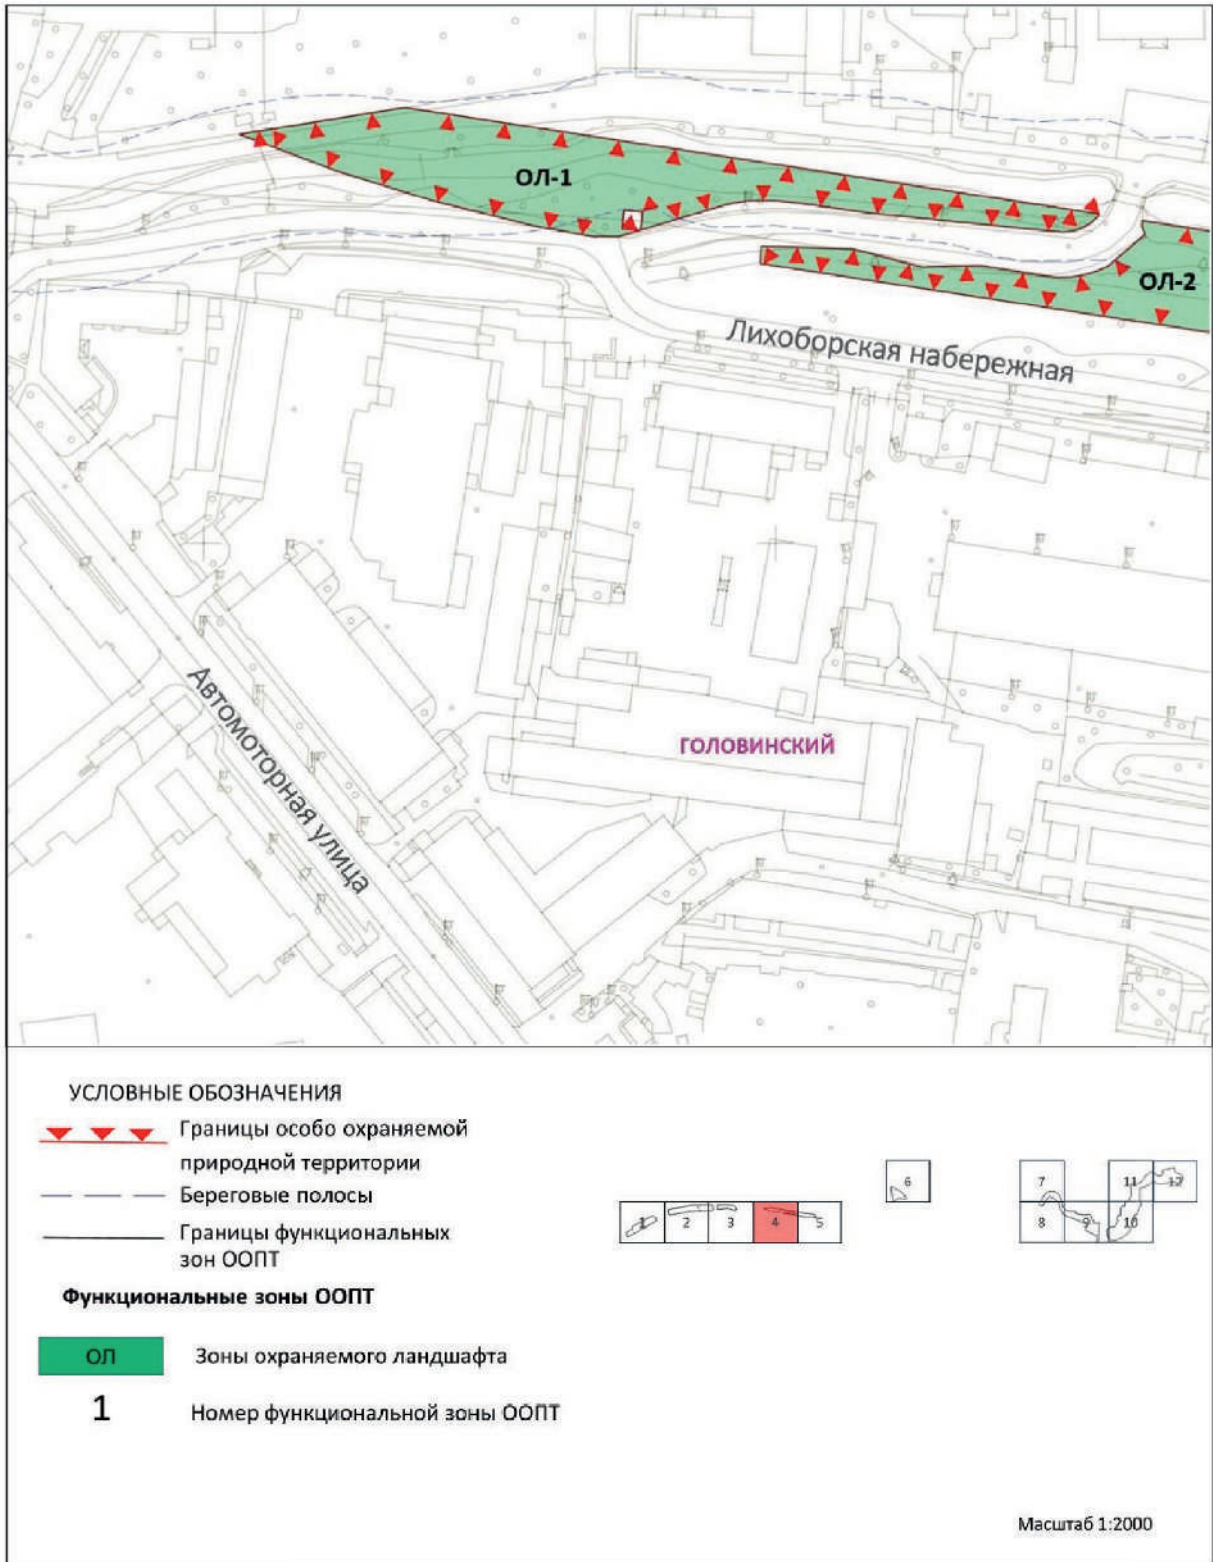 ОЛ-1
ОЛ-2
Лихоборская набережная
Автомоторная улица
ГОЛОВИНСКИЙ
УСЛОВНЫЕ ОБОЗНАЧЕНИЯ
Границы особо охраняемой
природной территории
Береговые полосы
Границы функциональных
зон ООПТ
Функциональные зоны ООПТ
ОЛ
Зоны охраняемого ландшафта
1
Номер функциональной зоны ООПТ
1 2 3 4 5
6
7 11 12
8 9 10
Масштаб 1:2000